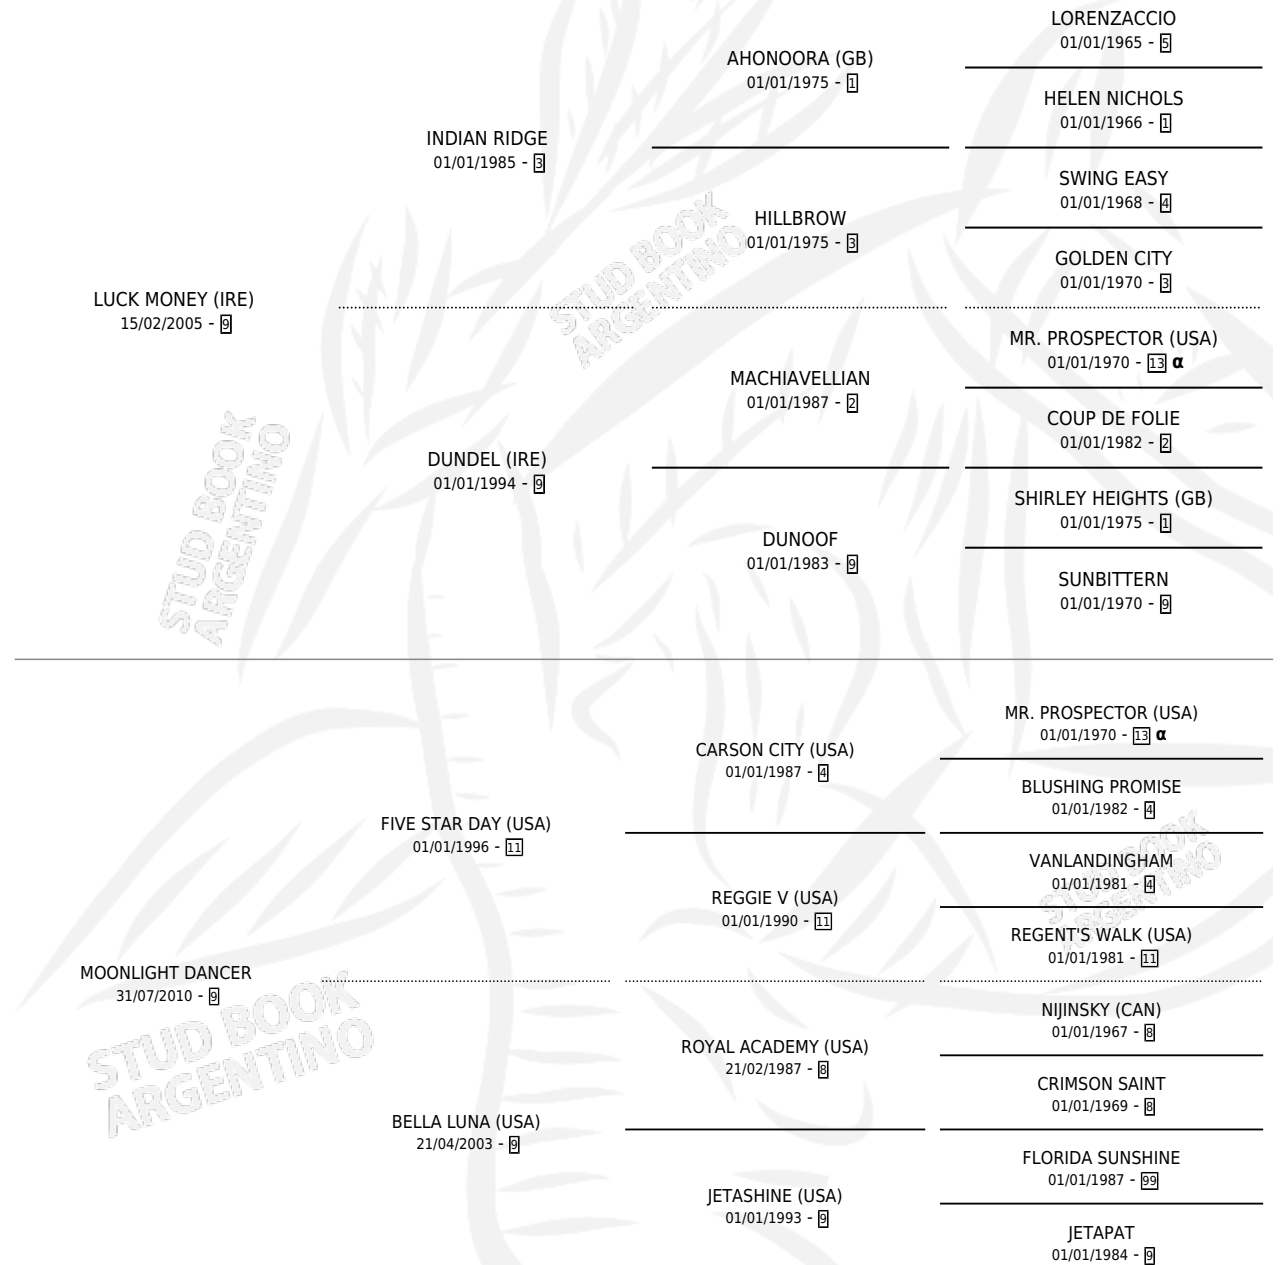 LUCK MONEY (IRE)
15/02/2005 - 9
INDIAN RIDGE
01/01/1985 - 3
AHONOORA (GB)
01/01/1975 - 1
LORENZACCIO
01/01/1965 - 5
HELEN NICHOLS
01/01/1966 - 1
HILLBROW
01/01/1975 - 3
SWING EASY
01/01/1968 - 4
GOLDEN CITY
01/01/1970 - 3
DUNDEL (IRE)
01/01/1994 - 9
MACHIAVELLIAN
01/01/1987 - 2
MR. PROSPECTOR (USA)
01/01/1970 - 13 α
COUP DE FOLIE
01/01/1982 - 2
DUNOOF
01/01/1983 - 9
SHIRLEY HEIGHTS (GB)
01/01/1975 - 1
SUNBITTERN
01/01/1970 - 9
MOONLIGHT DANCER
31/07/2010 - 9
FIVE STAR DAY (USA)
01/01/1996 - 11
CARSON CITY (USA)
01/01/1987 - 4
MR. PROSPECTOR (USA)
01/01/1970 - 13 α
BLUSHING PROMISE
01/01/1982 - 4
REGGIE V (USA)
01/01/1990 - 11
VANLANDINGHAM
01/01/1981 - 4
REGENT'S WALK (USA)
01/01/1981 - 11
BELLA LUNA (USA)
21/04/2003 - 9
ROYAL ACADEMY (USA)
21/02/1987 - 8
NIJINSKY (CAN)
01/01/1967 - 8
CRIMSON SAINT
01/01/1969 - 8
JETASHINE (USA)
01/01/1993 - 9
FLORIDA SUNSHINE
01/01/1987 - 99
JETAPAT
01/01/1984 - 9
STUD BOOK
ARGENTINO
STUD BOOK
ARGENTINO
STUD BOOK
ARGENTINO
STUD BOOK
ARGENTINO